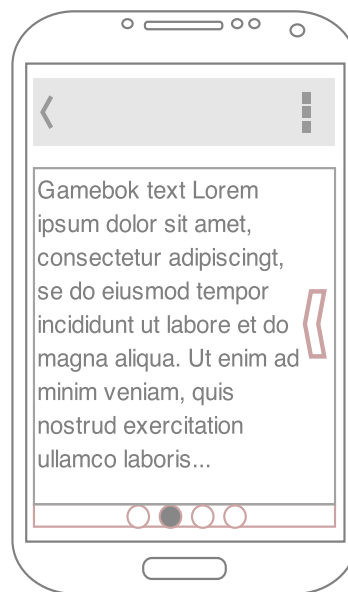 Gamebok text Lorem
ipsum dolor sit amet,
consectetur adipiscingt,
se do eiusmod tempor
incididunt ut labore et do
magna aliqua. Ut enim ad
minim veniam, quis
nostrud exercitation
ullamco laboris...